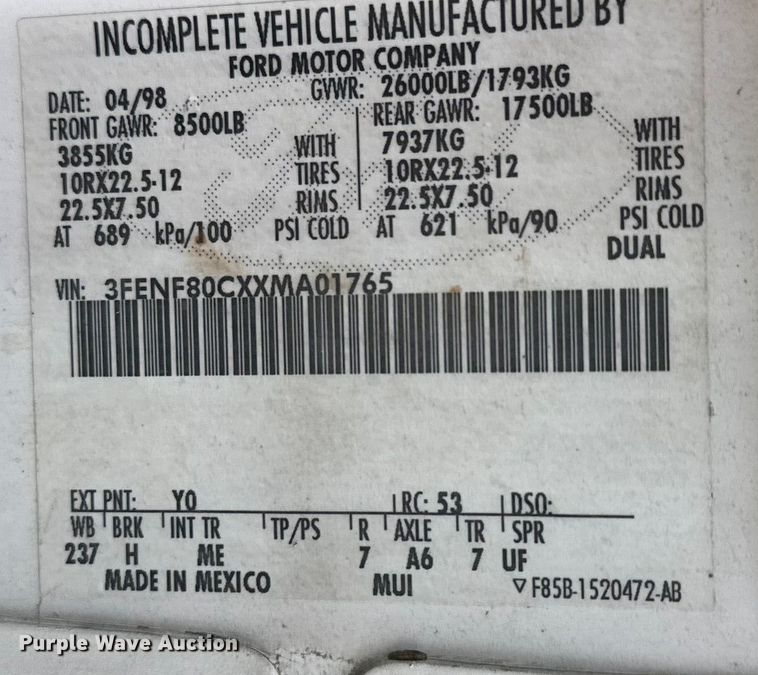 INCOMPLETE VEHICLE MANUFACTURED BY
FORD MOTOR COMPANY
DATE: 04/98 GVWR: 26000LB/1793KG
FRONT GAWR: 8500LB REAR GAWR: 17500LB
3855KG WITH 7937KG WITH
10RX22.5-12 TIRES 10RX22.5-12 TIRES
22.5X7.50 RIMS 22.5X7.50 RIMS
AT 689 kPa/100 PSI COLD AT 621 kPa/90 PSI COLD
DUAL
VIN: 3FENF80CXXMA01765
EXT PNT: YO RC: 53 DSO:
WB BRK INT TR TP/PS R AXLE TR SPR
237 H ME 7 A6 7 UF
MADE IN MEXICO MUI ▽ F85B-1520472-AB
Purple Wave Auction